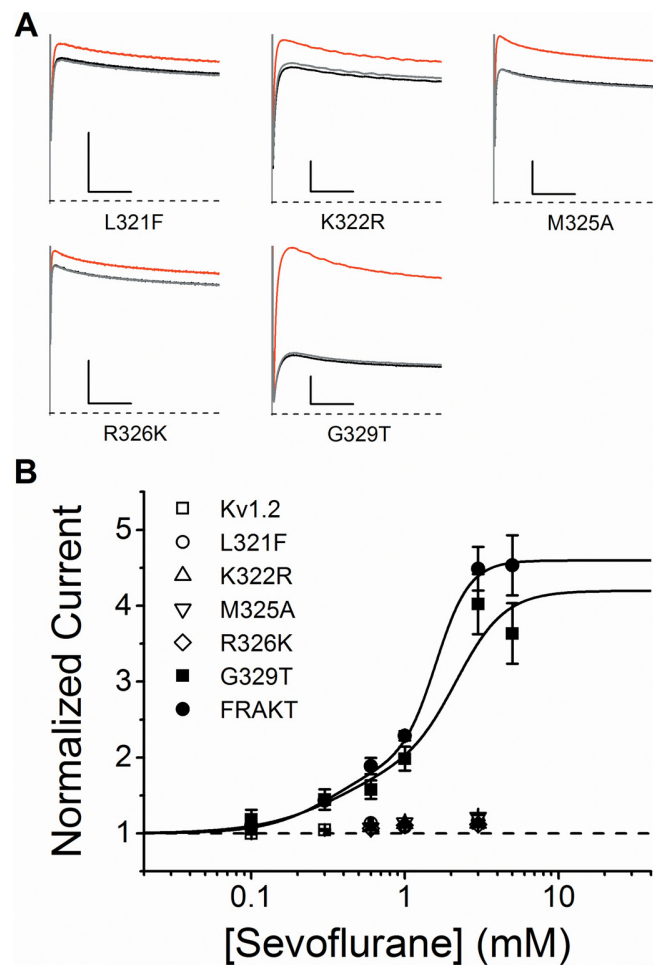 A
L321F
K322R
M325A
R326K
G329T
B
Kv1.2
L321F
K322R
M325A
R326K
G329T
FRAKT
Normalized Current
5
4
3
2
1
0.1
1
10
[Sevoflurane] (mM)